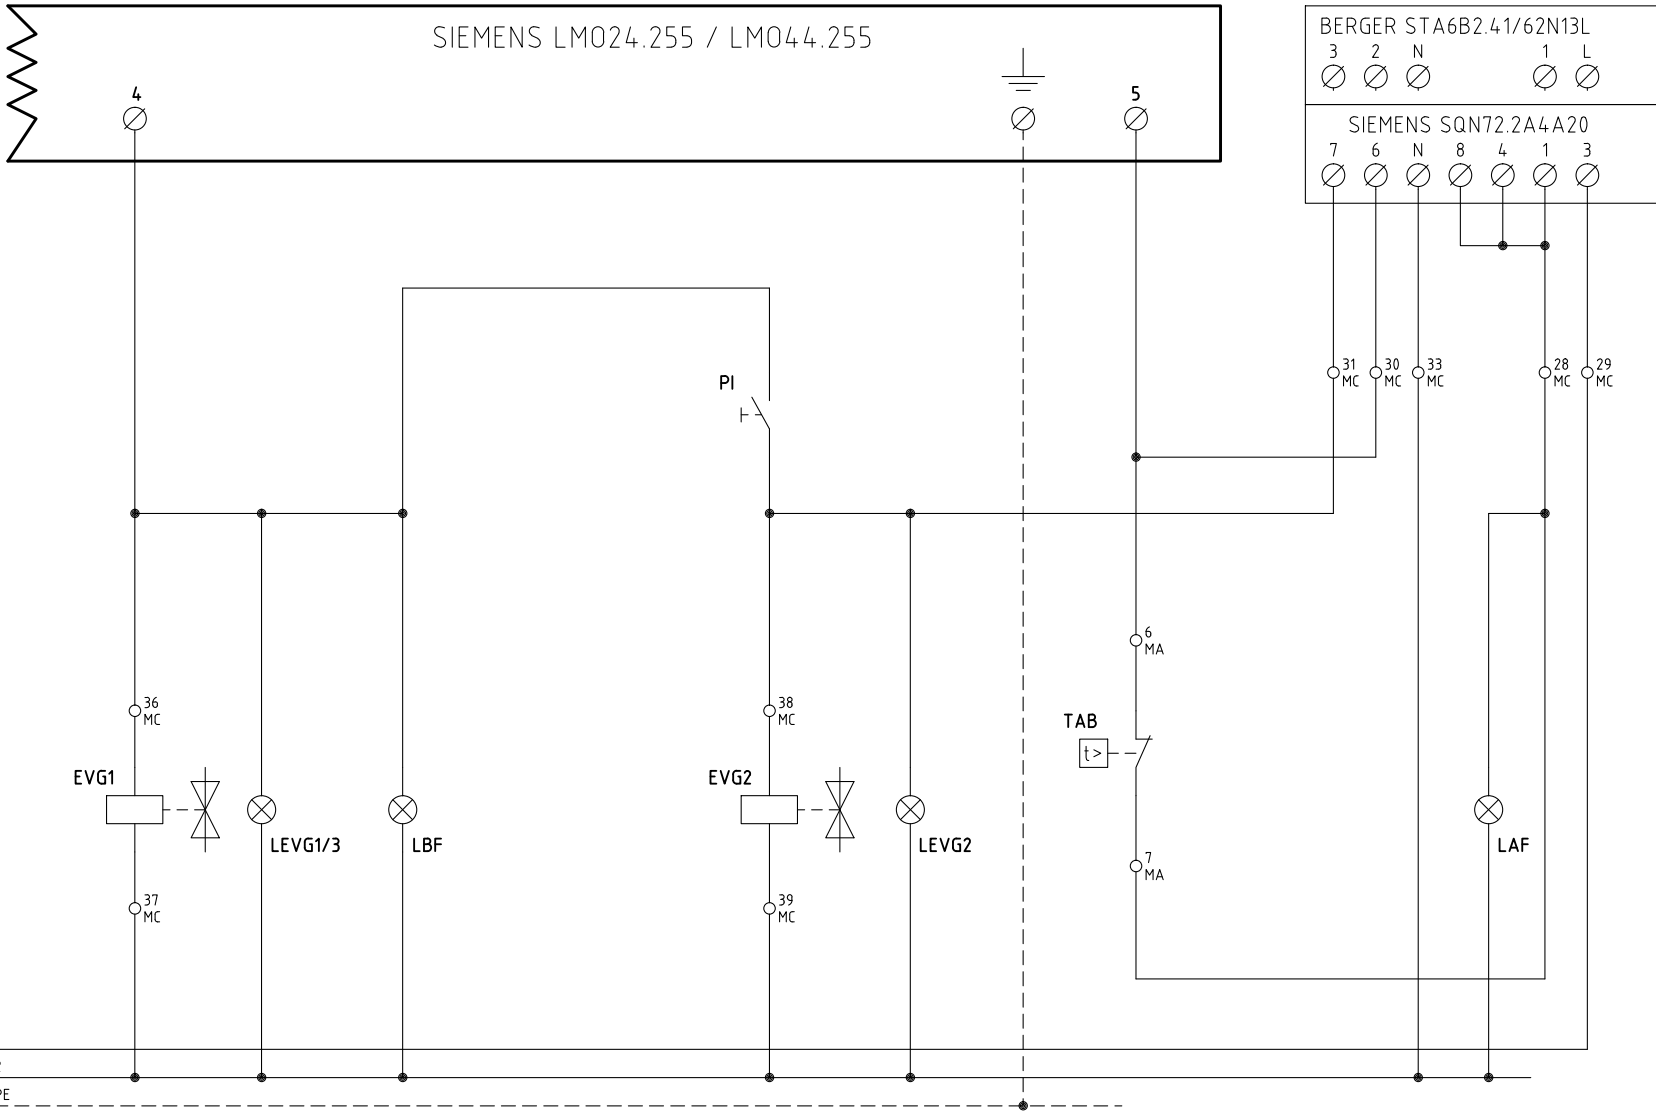 SIEMENS LMO24.255 / LMO44.255
BERGER STA6B2.41/62N13L
3 2 N 1 L
4
5
SIEMENS SQN72.2A4A20
7 6 N 8 4 1 3
31 MC
30 MC
33 MC
28 MC
29 MC
PI
6 MA
36 MC
38 MC
TAB
t>
EVG1
EVG2
LEVG1/3
LBF
LEVG2
LAF
7 MA
37 MC
39 MC
PE